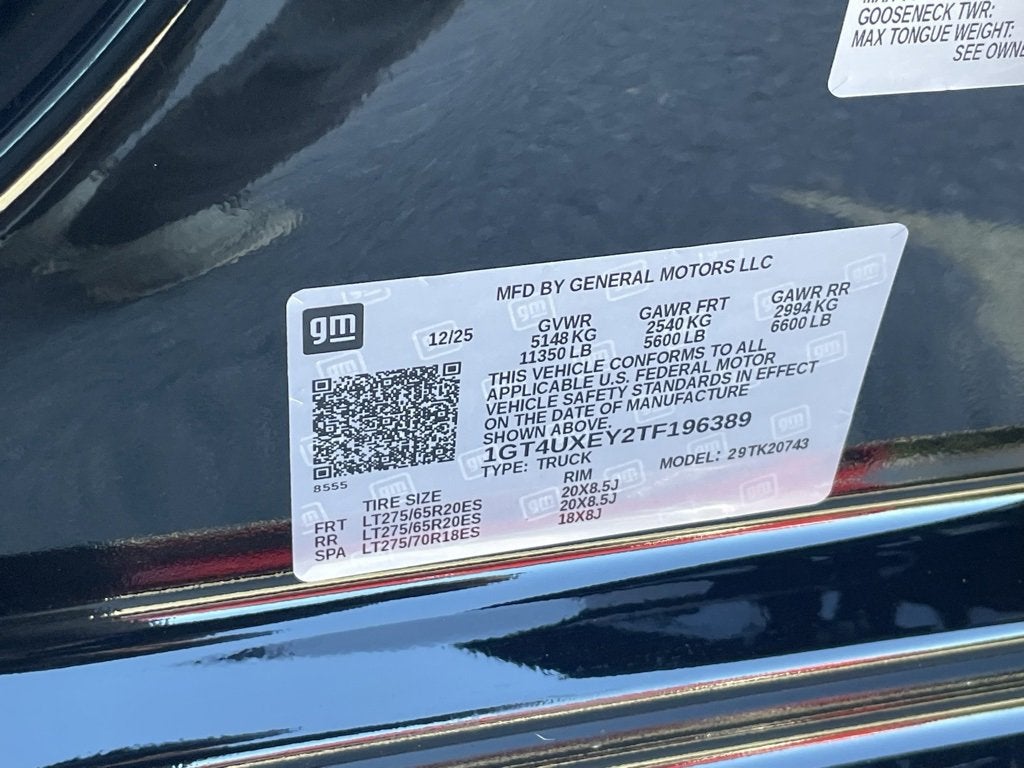 GOOSENECK TWR:
MAX TONGUE WEIGHT:
SEE OWNE
MFD BY GENERAL MOTORS LLC
gm
12/25
GVWR
5148 KG
11350 LB
GAWR FRT
2540 KG
5600 LB
GAWR RR
2994 KG
6600 LB
THIS VEHICLE CONFORMS TO ALL
APPLICABLE U.S. FEDERAL MOTOR
VEHICLE SAFETY STANDARDS IN EFFECT
ON THE DATE OF MANUFACTURE
SHOWN ABOVE.
1GT4UXEY2TF196389
TYPE: TRUCK
MODEL: 29TK20743
8555
TIRE SIZE RIM
FRT LT275/65R20ES 20X8.5J
RR LT275/65R20ES 20X8.5J
SPA LT275/70R18ES 18X8J